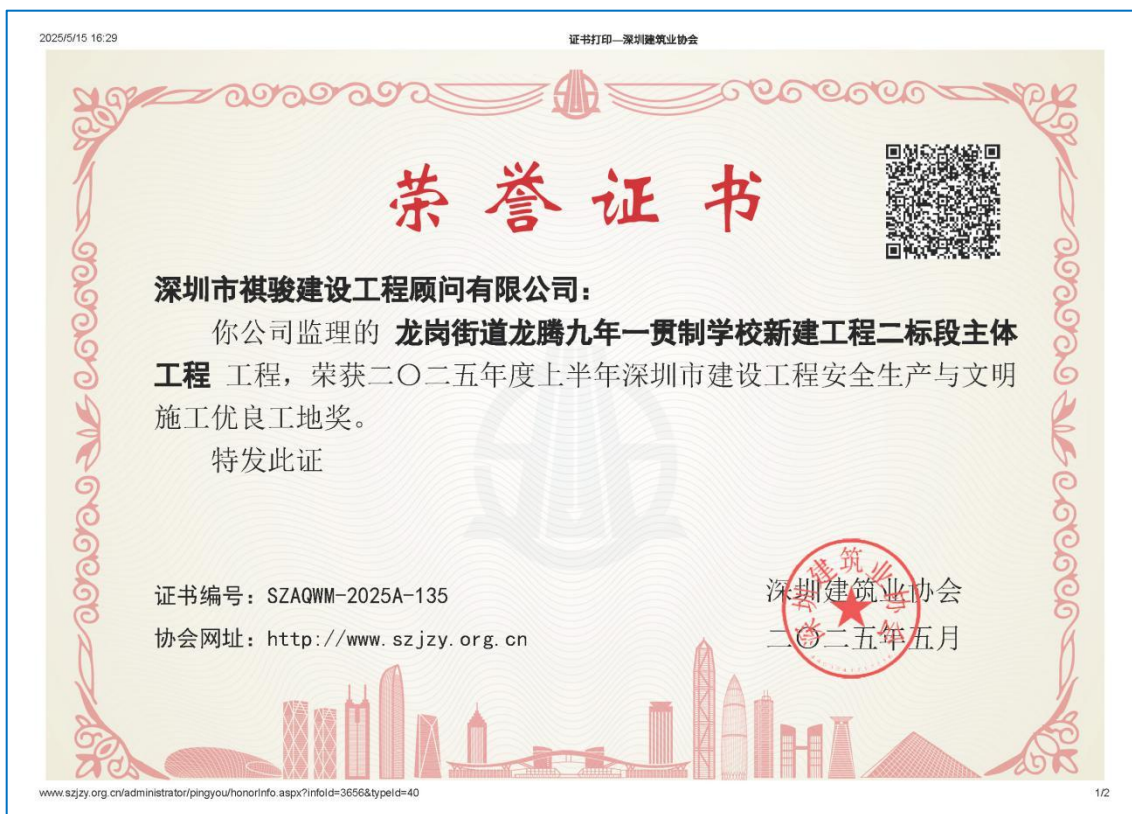 2025/5/15 16:29
证书打印—深圳建筑业协会
荣誉证书
深圳市祺骏建设工程顾问有限公司：
你公司监理的 龙岗街道龙腾九年一贯制学校新建工程二标段主体
工程 工程，荣获二〇二五年度上半年深圳市建设工程安全生产与文明
施工优良工地奖。
特发此证
证书编号：SZAQWM-2025A-135
协会网址：http://www.szjzy.org.cn
深圳建筑业协会
二〇二五年五月
深圳建筑业协会
www.szjzy.org.cn/administrator/pingyou/honorInfo.aspx?infoId=3656&typeId=40
1/2